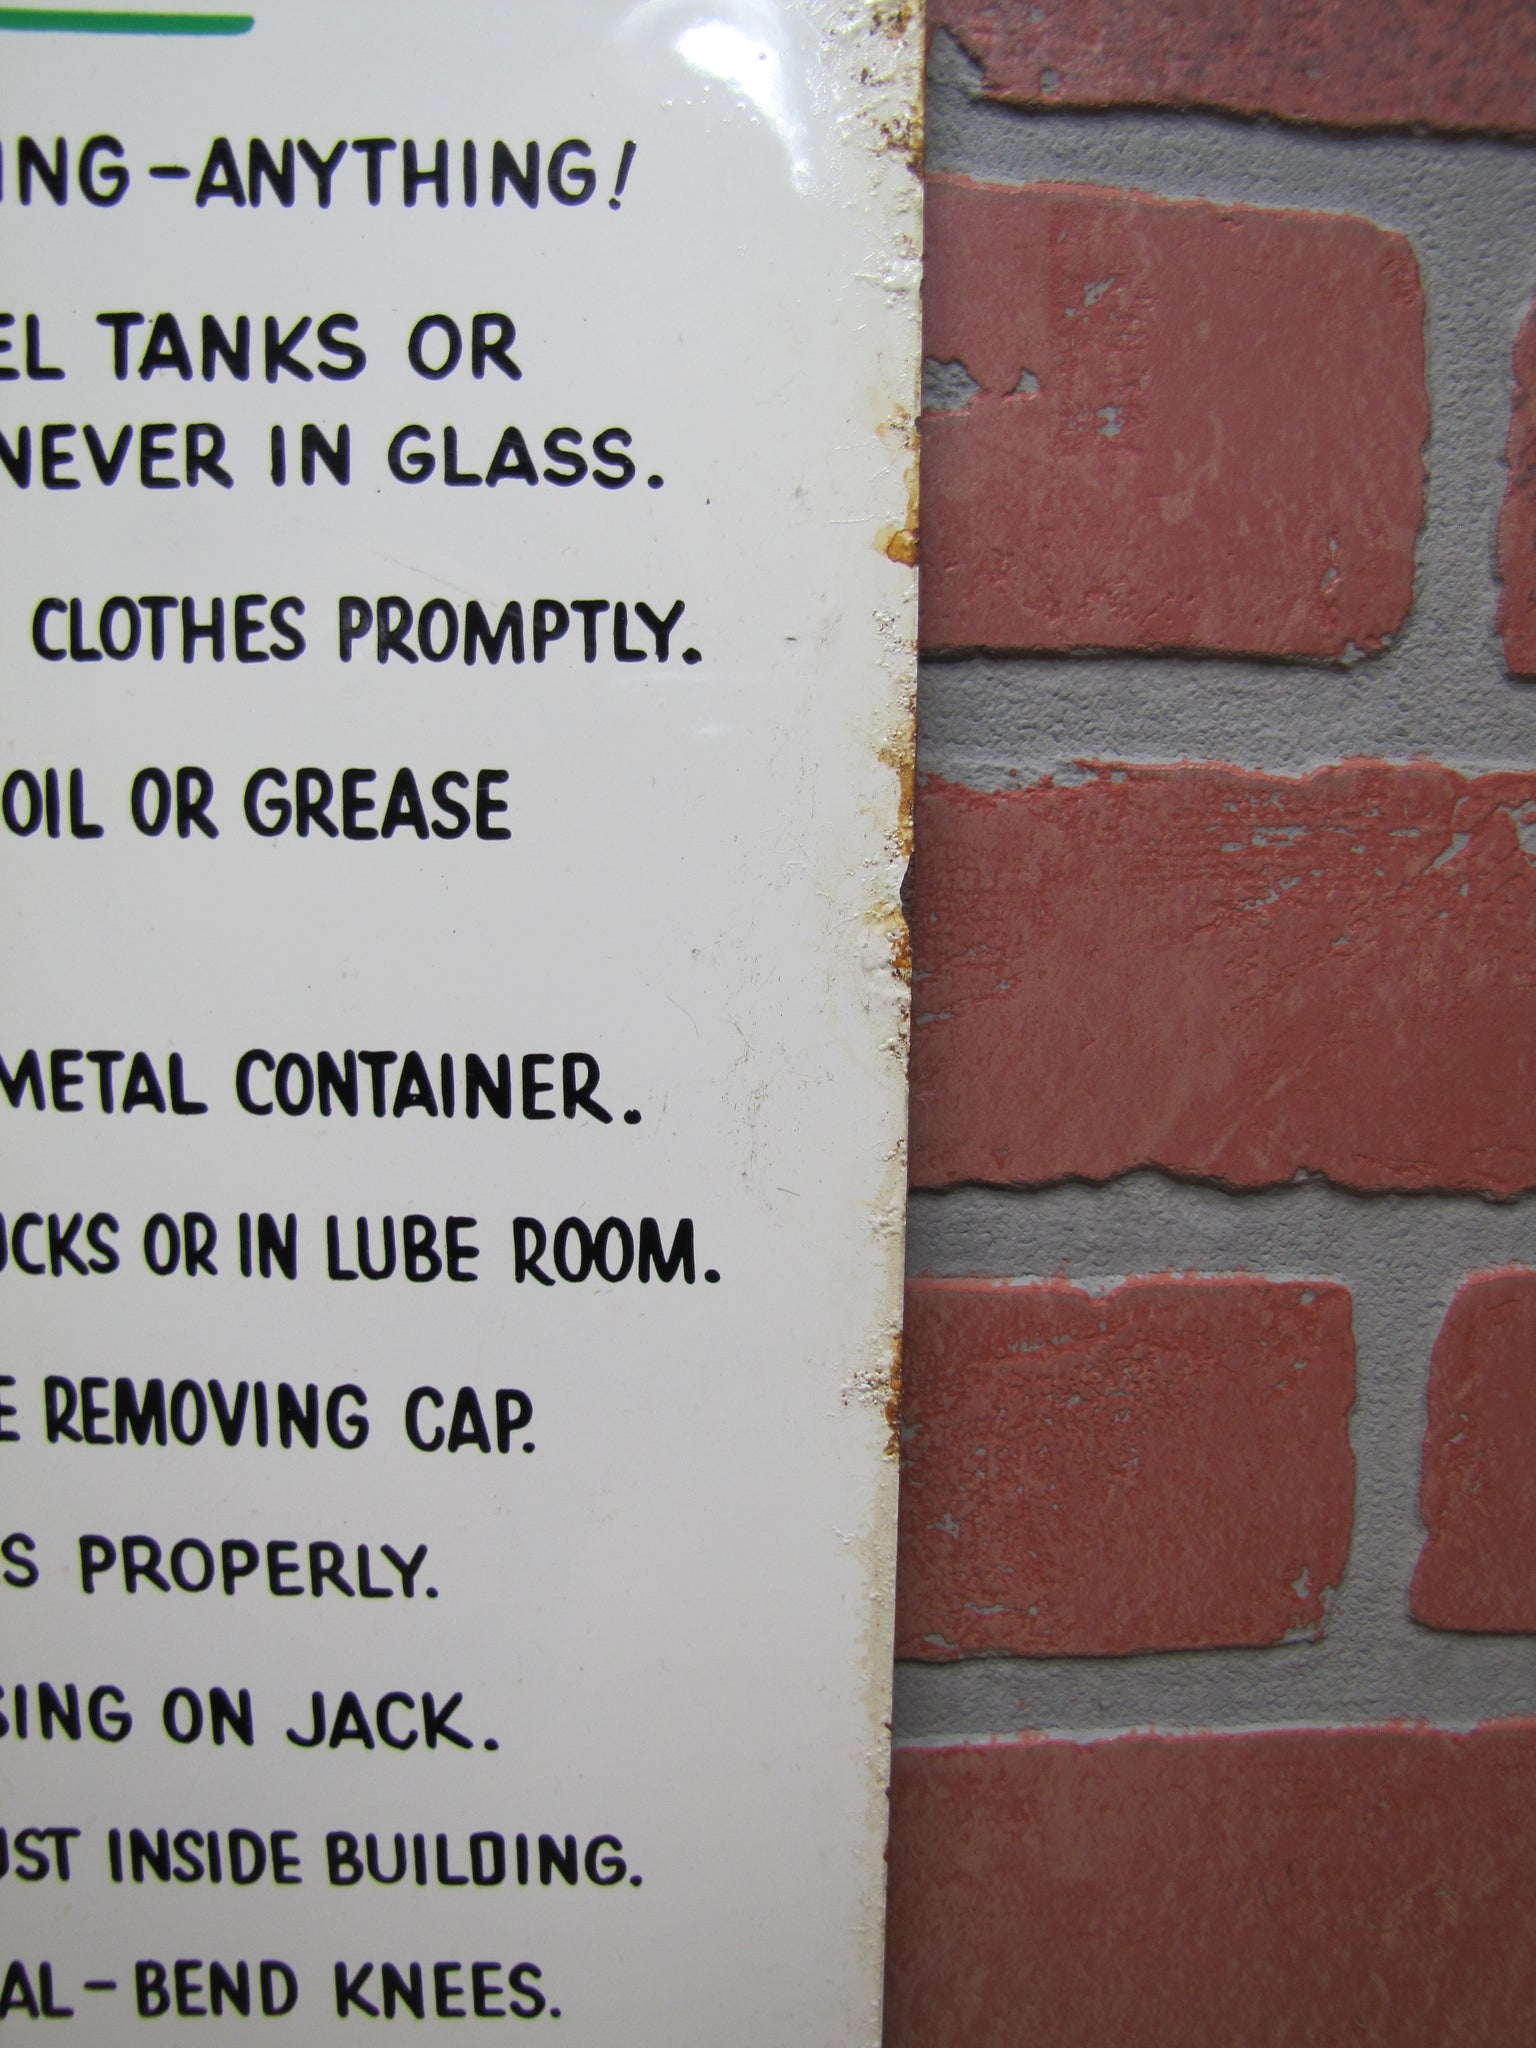 ING-ANYTHING!
EL TANKS OR
NEVER IN GLASS.
CLOTHES PROMPTLY.
OIL OR GREASE
METAL CONTAINER.
UCKS OR IN LUBE ROOM.
E REMOVING CAP.
S PROPERLY.
SING ON JACK.
UST INSIDE BUILDING.
AL-BEND KNEES.